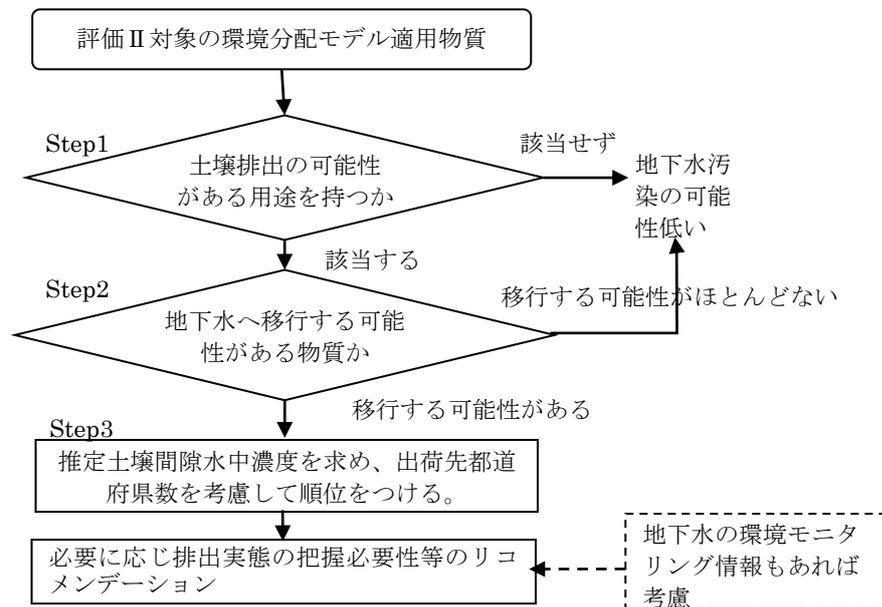 評価Ⅱ対象の環境分配モデル適用物質
Step1
土壌排出の可能性
がある用途を持つか
該当せず
地下水汚
染の可能
性低い
該当する
Step2
地下水へ移行する可能
性がある物質か
移行する可能性がほとんどない
移行する可能性がある
Step3
推定土壌間隙水中濃度を求め、出荷先都道
府県数を考慮して順位をつける。
必要に応じ排出実態の把握必要性等のリコ
メンデーション
地下水の環境モニタ
リング情報もあれば
考慮